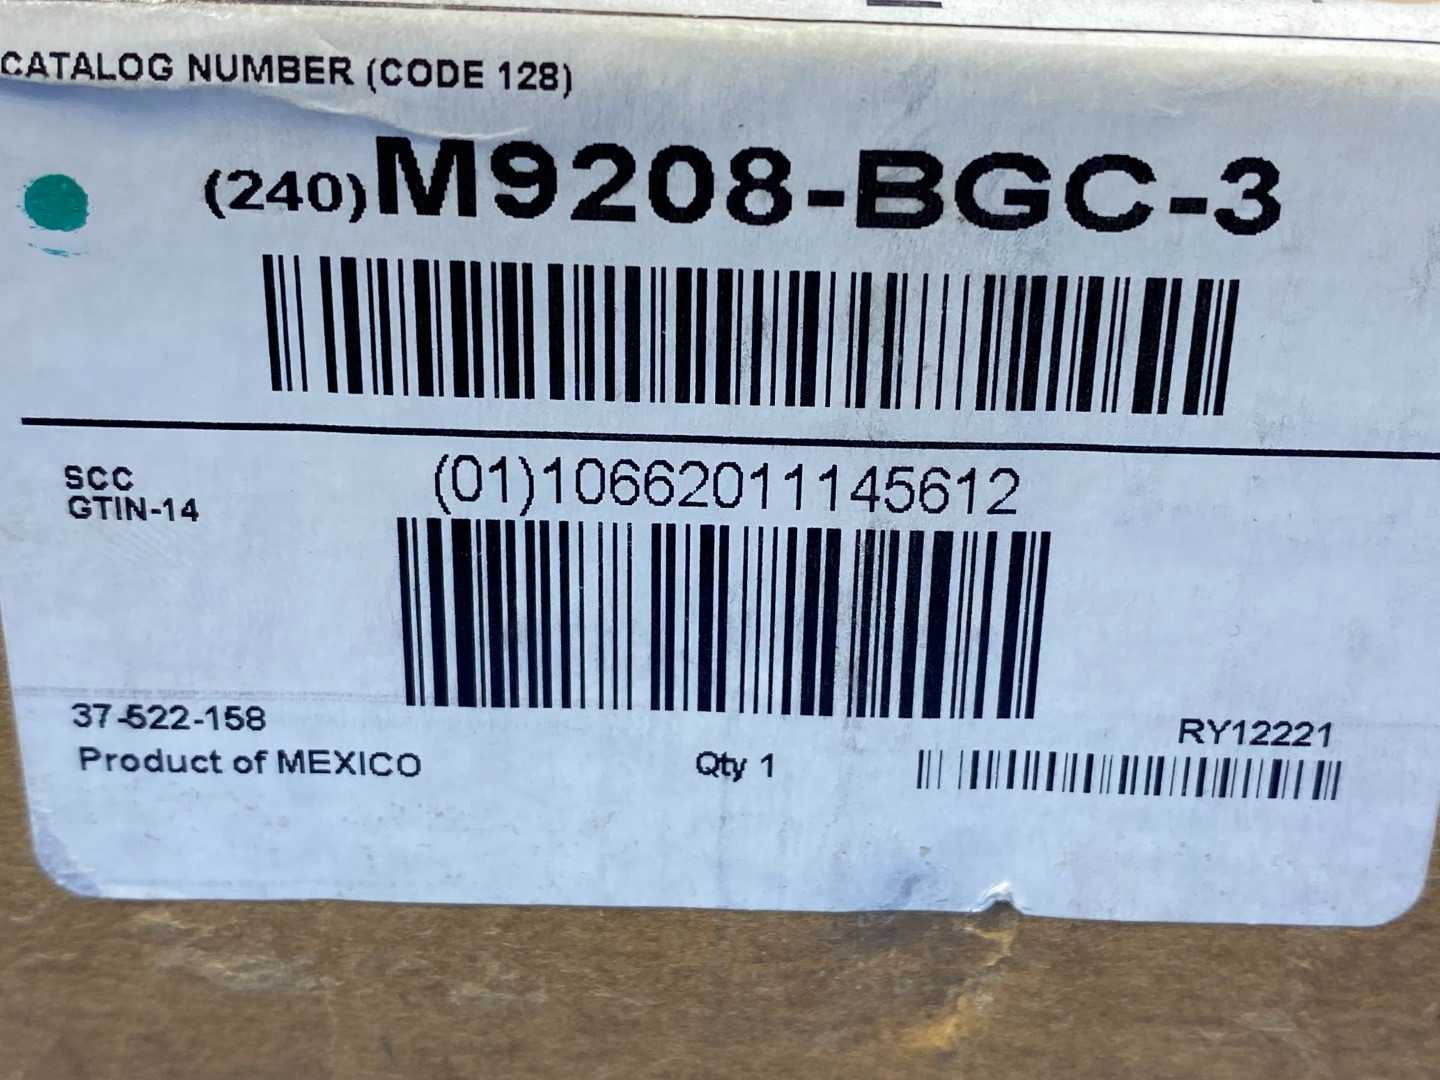 CATALOG NUMBER (CODE 128)
(240)M9208-BGC-3
SCC
GTIN-14
(01)10662011145612
37-522-158
Product of MEXICO
Qty 1
RY12221